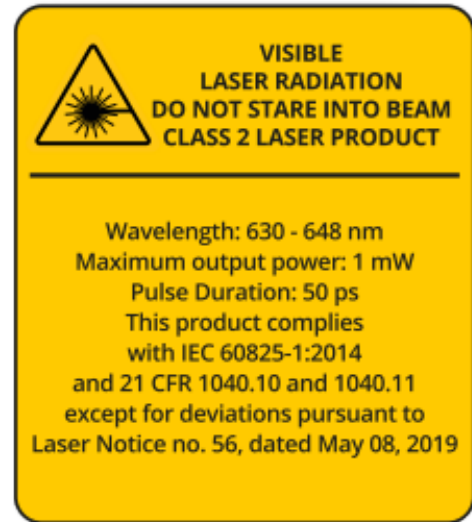 VISIBLE
LASER RADIATION
DO NOT STARE INTO BEAM
CLASS 2 LASER PRODUCT
Wavelength: 630 - 648 nm
Maximum output power: 1 mW
Pulse Duration: 50 ps
This product complies
with IEC 60825-1:2014
and 21 CFR 1040.10 and 1040.11
except for deviations pursuant to
Laser Notice no. 56, dated May 08, 2019